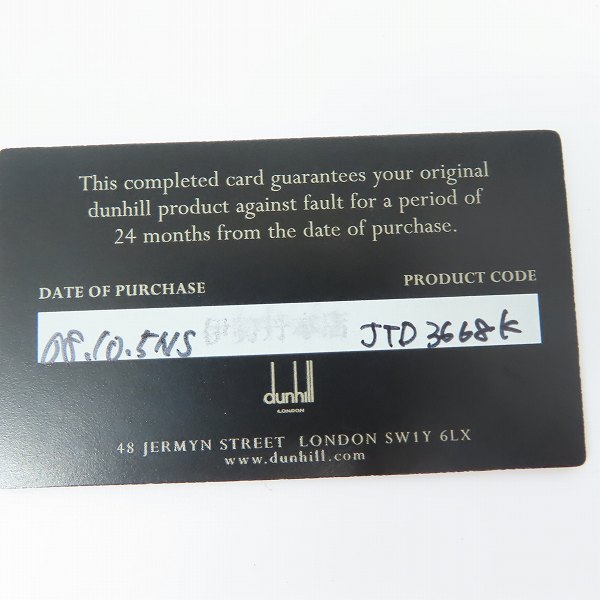 This completed card guarantees your original
dunhill product against fault for a period of
24 months from the date of purchase.
DATE OF PURCHASE PRODUCT CODE
08.10.5NS JTD3668K
dunhill
LONDON
48 JERMYN STREET LONDON SW1Y 6LX
www.dunhill.com